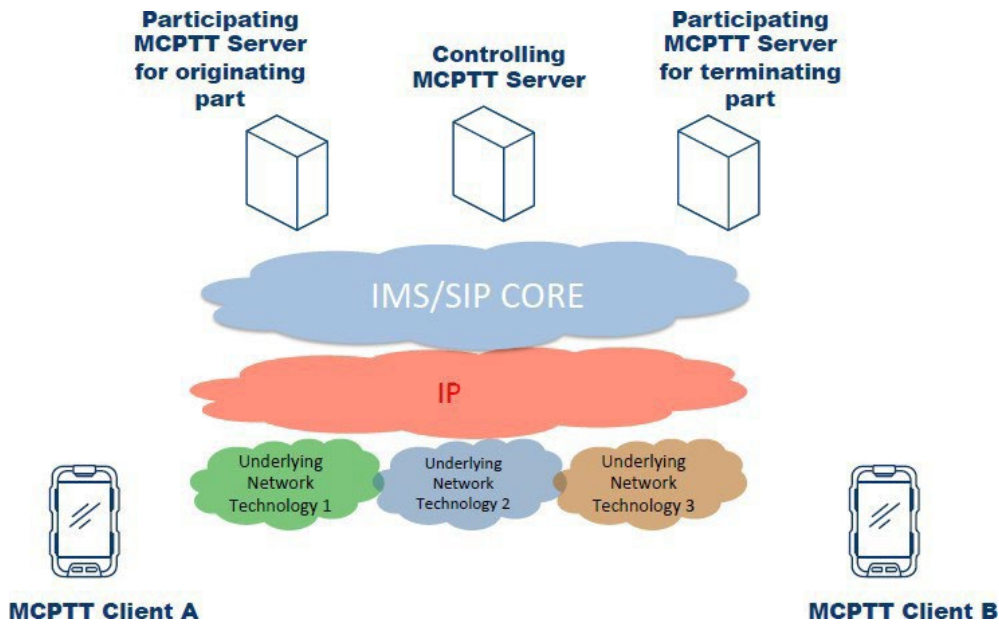 Participating
MCPTT Server
for originating
part
Controlling
MCPTT Server
Participating
MCPTT Server
for terminating
part
IMS/SIP CORE
IP
Underlying
Network
Technology 1
Underlying
Network
Technology 2
Underlying
Network
Technology 3
MCPTT Client A
MCPTT Client B